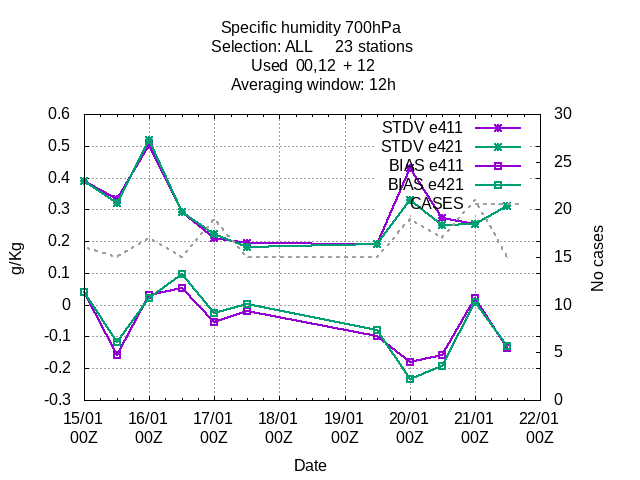 Specific humidity 700hPa
Selection: ALL 23 stations
Used 00,12 + 12
Averaging window: 12h
0.6
0.5
0.4
0.3
0.2
0.1
0
-0.1
-0.2
-0.3
g/Kg
30
25
20
15
10
5
0
No cases
STDV e411
STDV e421
BIAS e411
BIAS e421
CASES
15/01 16/01 17/01 18/01 19/01 20/01 21/01 22/01
00Z 00Z 00Z 00Z 00Z 00Z 00Z 00Z
Date